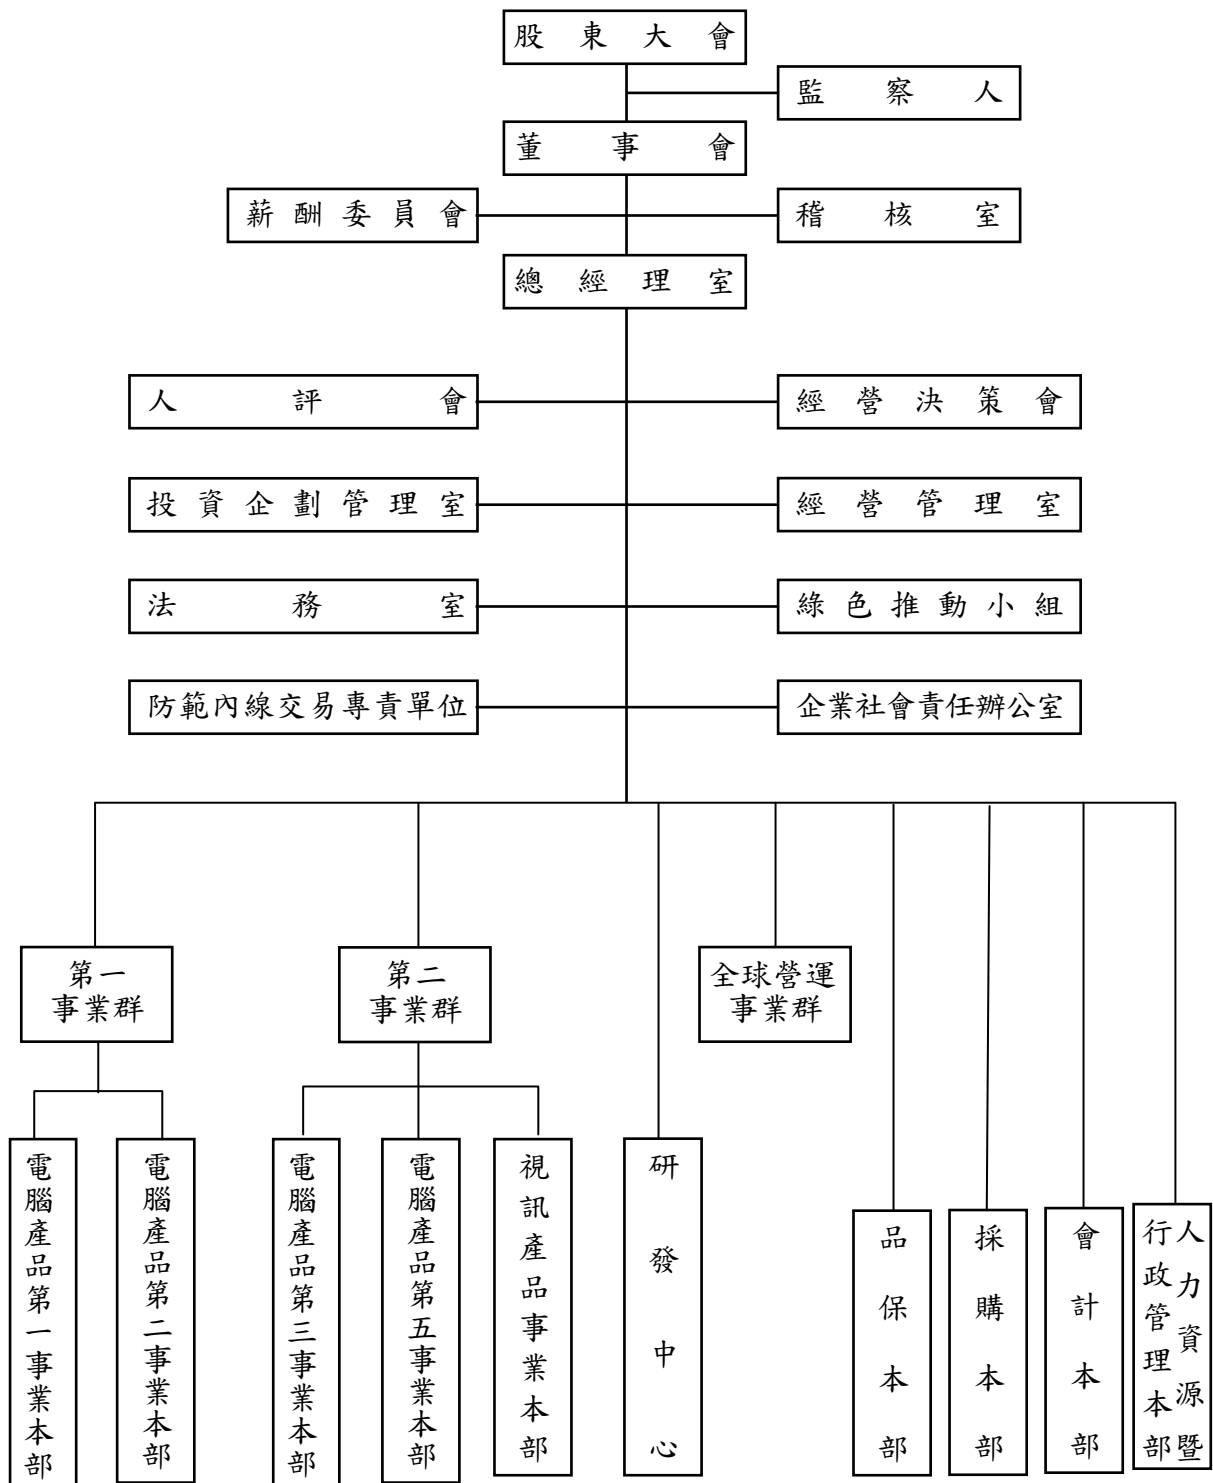 股東大會
監察人
董事會
薪酬委員會
稽核室
總經理室
人評會
經營決策會
投資企劃管理室
經營管理室
法務室
綠色推動小組
防範內線交易專責單位
企業社會責任辦公室
第一
事業群
第二
事業群
全球營運
事業群
電腦產品第一事業本部
電腦產品第二事業本部
電腦產品第三事業本部
電腦產品第五事業本部
視訊產品事業本部
研發中心
品保本部
採購本部
會計本部
人力資源暨
行政管理本部